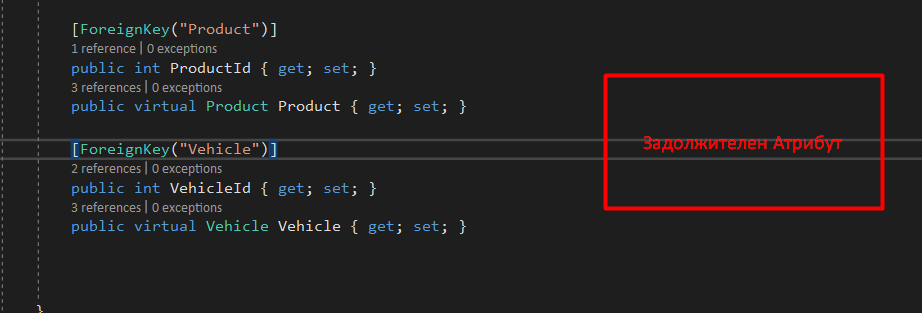 [ForeignKey("Product")]
1 reference | 0 exceptions
public int ProductId { get; set; }
3 references | 0 exceptions
public virtual Product Product { get; set; }
[ForeignKey("Vehicle")]
Задолжителен Атрибут
2 references | 0 exceptions
public int VehicleId { get; set; }
3 references | 0 exceptions
public virtual Vehicle Vehicle { get; set; }
}